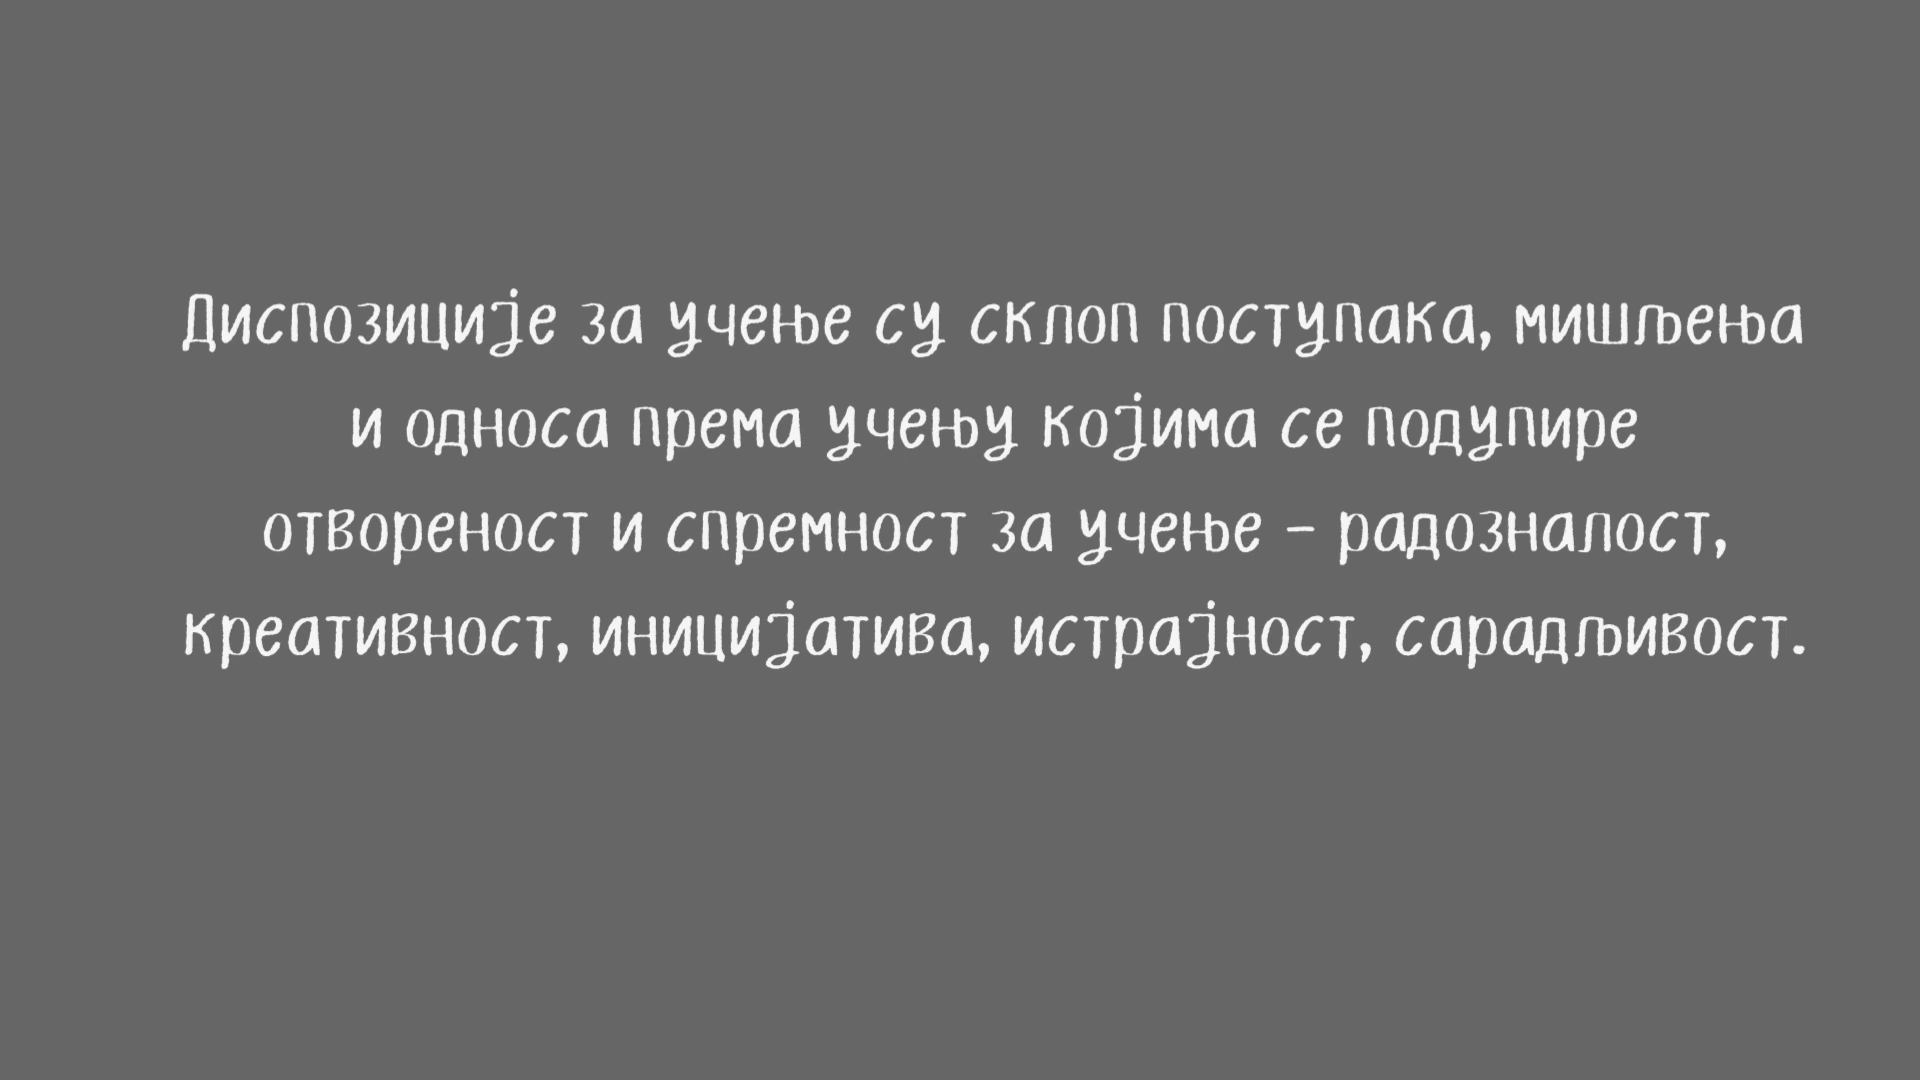 Диспозиције за учење су склоп поступака, мишљења
и односа према учењу којима се подупире
отвореност и спремност за учење – радозналост,
креативност, иницијатива, истрајност, сарадљивост.